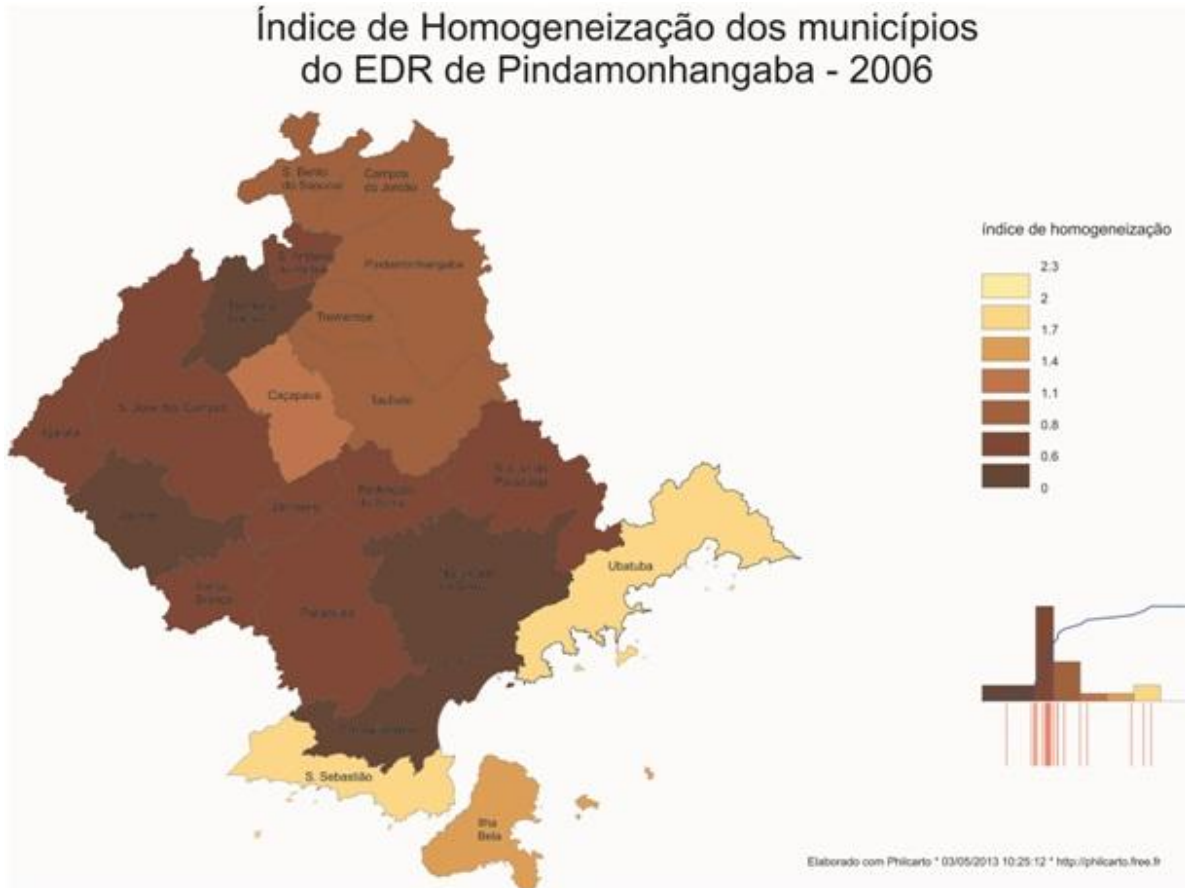 Índice de Homogeneização dos municípios
do EDR de Pindamonhangaba - 2006
S. Bento
do Sapucaí
Campos
do Jordão
Pindamonhangaba
Tremembé
Caçapava
Taubaté
S. José dos Campos
Igaratá
Redenção
Paraibuna
Ubatuba
S. Sebastião
Ilha
Bela
índice de homogeneização
2.3
2
1.7
1.4
1.1
0.8
0.6
0
Elaborado com Philcarto * 03/05/2013 10:25:12 * http://philcarto.free.fr